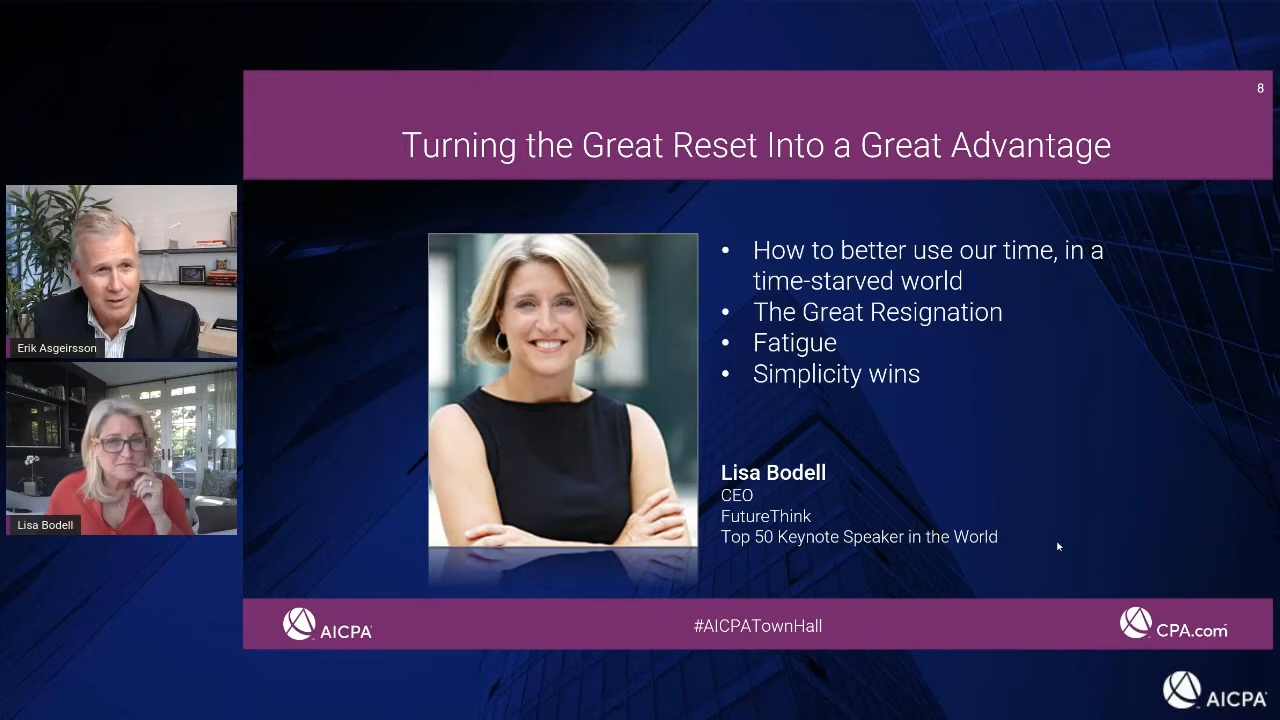 8
Turning the Great Reset Into a Great Advantage
• How to better use our time, in a
time-starved world
• The Great Resignation
• Fatigue
• Simplicity wins
Erik Asgeirsson
Lisa Bodell
Lisa Bodell
CEO
FutureThink
Top 50 Keynote Speaker in the World
AICPA
#AICPATownHall
CPA.com
AICPA